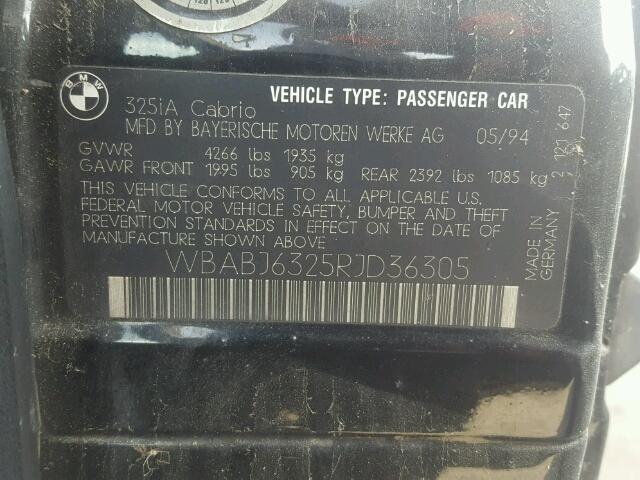 BMW
325iA Cabrio
VEHICLE TYPE: PASSENGER CAR
MFD BY BAYERISCHE MOTOREN WERKE AG 05/94
GVWR 4266 lbs 1935 kg
GAWR FRONT 1995 lbs 905 kg REAR 2392 lbs 1085 kg
THIS VEHICLE CONFORMS TO ALL APPLICABLE U.S.
FEDERAL MOTOR VEHICLE SAFETY, BUMPER AND THEFT
PREVENTION STANDARDS IN EFFECT ON THE DATE OF
MANUFACTURE SHOWN ABOVE:
WBABJ6325RJD36305
MADE IN
GERMANY
2 121 647